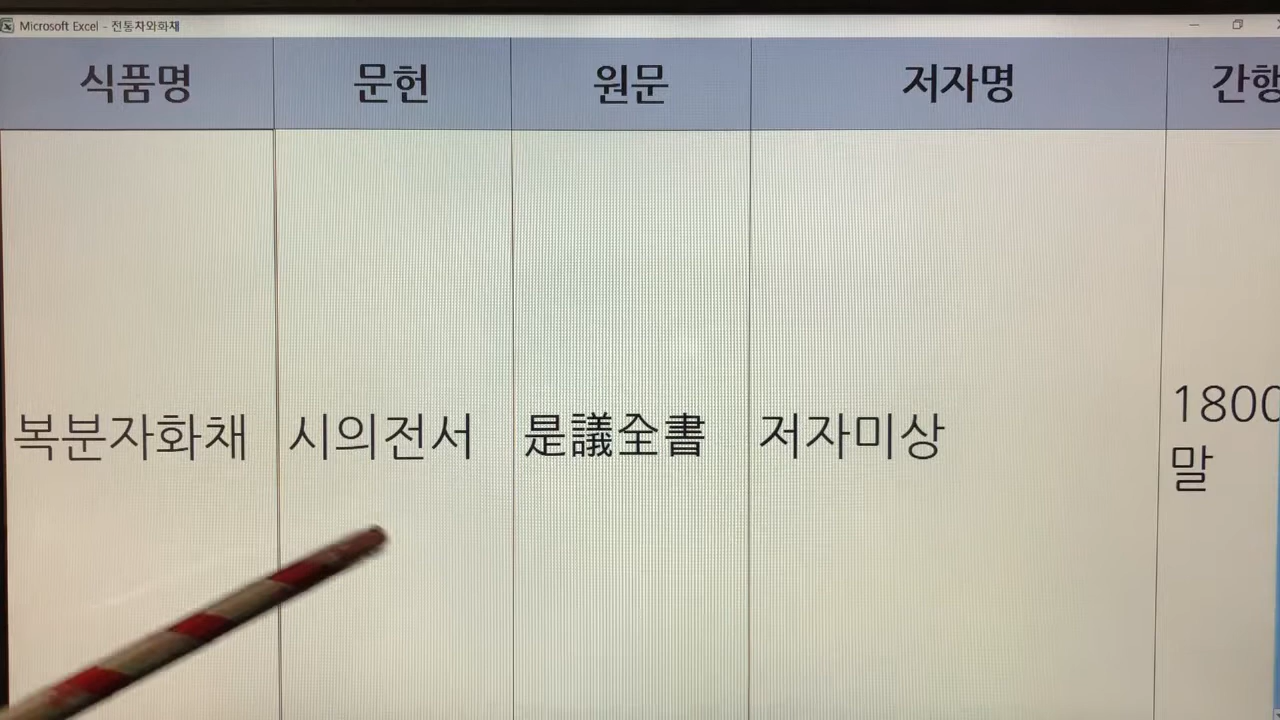 Microsoft Excel - 전통차와화채
식품명 문헌 원문 저자명 간행
복분자화채 시의전서 是議全書 저자미상 1800
말